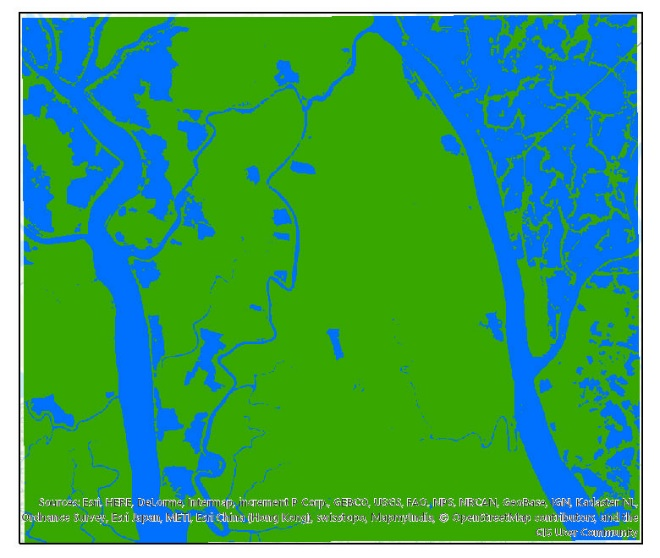 Sources: Esri, HERE, DeLorme, Intermap, increment P Corp., GEBCO, USGS, FAO, NPS, NRCAN, GeoBase, IGN, Kadaster NL,
Ordnance Survey, Esri Japan, METI, Esri China (Hong Kong), swisstopo, MapmyIndia, © OpenStreetMap contributors, and the
GIS User Community